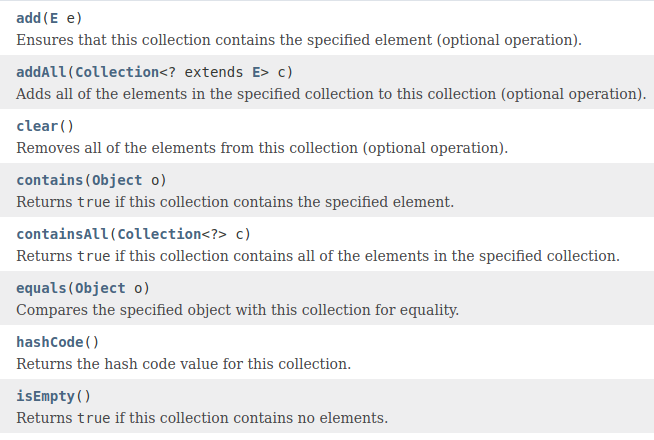 add(E e)
Ensures that this collection contains the specified element (optional operation).
addAll(Collection<? extends E> c)
Adds all of the elements in the specified collection to this collection (optional operation).
clear()
Removes all of the elements from this collection (optional operation).
contains(Object o)
Returns true if this collection contains the specified element.
containsAll(Collection<?> c)
Returns true if this collection contains all of the elements in the specified collection.
equals(Object o)
Compares the specified object with this collection for equality.
hashCode()
Returns the hash code value for this collection.
isEmpty()
Returns true if this collection contains no elements.